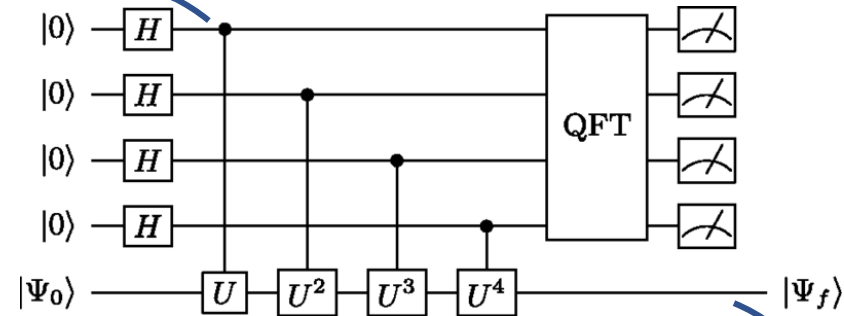 |0⟩ H
|0⟩ H
QFT
|0⟩ H
|0⟩ H
|Ψ₀⟩ U U² U³ U⁴ |Ψ_f⟩